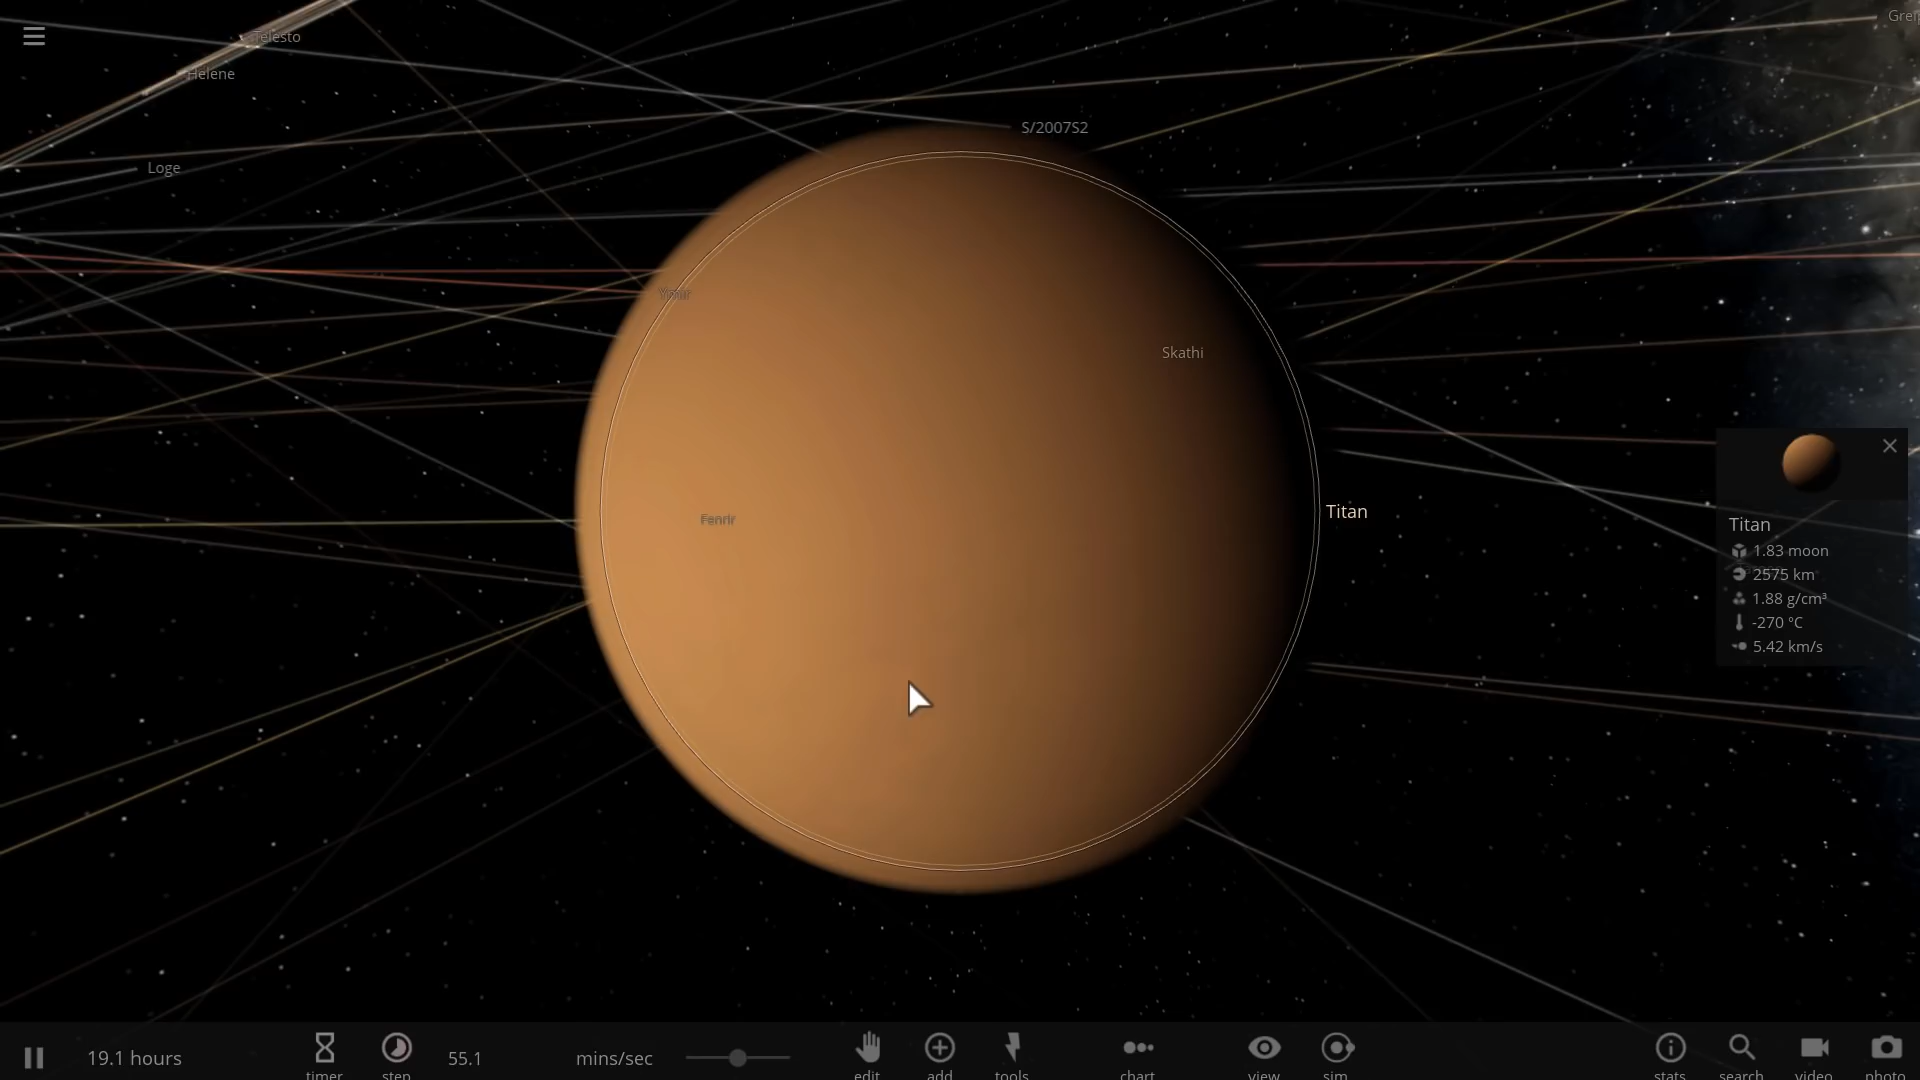 Telesto
Grei
Helene
S/2007S2
Loge
Ymir
Skathi
Fenrir
Titan
Titan
1.83 moon
2575 km
1.88 g/cm³
-270 °C
5.42 km/s
19.1 hours
timer
step
55.1
mins/sec
edit
add
tools
chart
view
sim
stats
search
video
photo